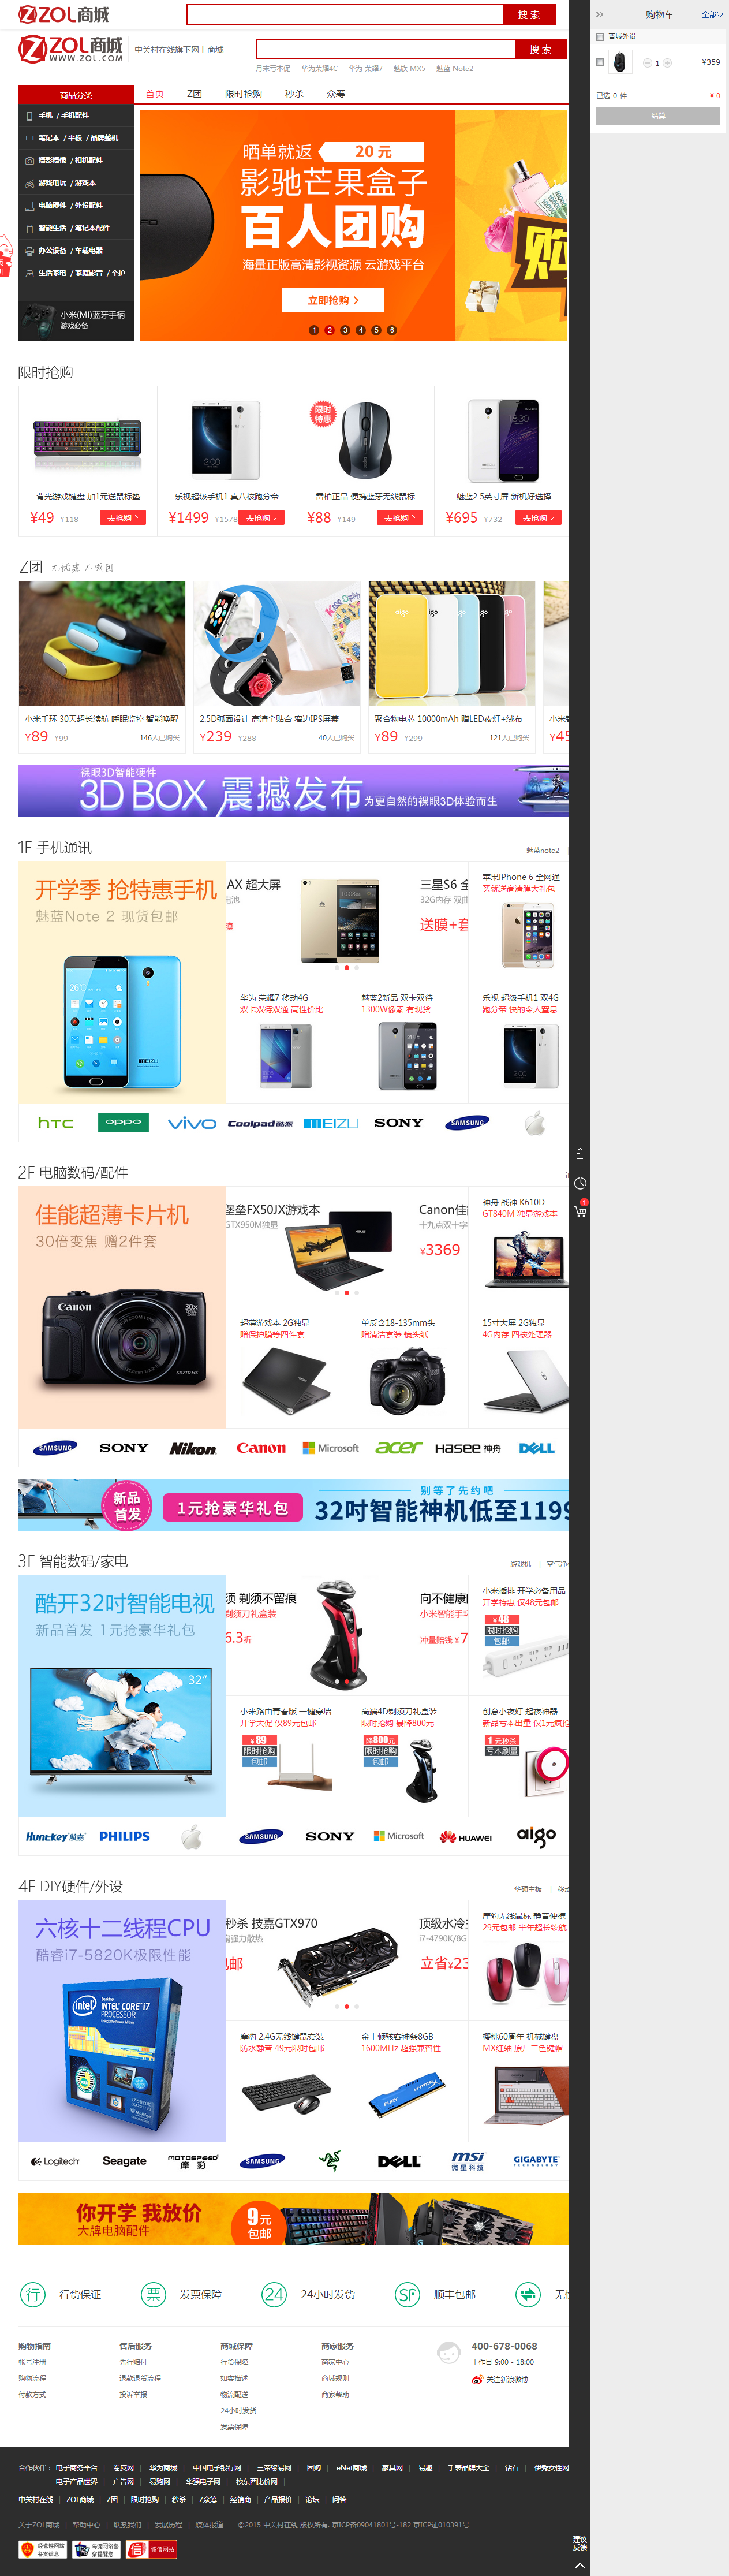 ZOL商城
搜 索
购物车
全部
普城外设
1
¥359
已选 0 件
¥ 0
结算
ZOL商城
WWW.ZOL.COM
中关村在线旗下网上商城
搜 索
月末亏本促 华为荣耀4C 华为 荣耀7 魅族 MX5 魅蓝 Note2
商品分类
首页 Z团 限时抢购 秒杀 众筹
手机 / 手机配件
笔记本 / 平板 / 品牌整机
摄影摄像 / 相机配件
游戏电玩 / 游戏本
电脑硬件 / 外设配件
智能生活 / 笔记本配件
办公设备 / 车载电器
生活家电 / 家庭影音 / 个护
小米(MI)蓝牙手柄
游戏必备
晒单就返 20 元
影驰芒果盒子
百人团购
海量正版高清影视资源 云游戏平台
立即抢购
1 2 3 4 5 6
限时抢购
限时
特惠
背光游戏键盘 加1元送鼠标垫
¥49 ¥118 去抢购
乐视超级手机1 真八核跑分帝
¥1499 ¥1578 去抢购
雷柏正品 便携蓝牙无线鼠标
¥88 ¥149 去抢购
魅蓝2 5英寸屏 新机好选择
¥695 ¥732 去抢购
Z团 无优惠 不成团
小米手环 30天超长续航 睡眠监控 智能唤醒
¥89 ¥99 146人已购买
2.5D弧面设计 高清全贴合 窄边IPS屏幕
¥239 ¥288 40人已购买
聚合物电芯 10000mAh 赠LED夜灯+绒布
¥89 ¥299 121人已购买
裸眼3D智能硬件
3D BOX 震撼发布 为更自然的裸眼3D体验而生
1F 手机通讯
魅蓝note2
开学季 抢特惠手机
魅蓝Note 2 现货包邮
AX 超大屏
电池
膜
三星S6 全
32G内存 双曲
送膜+套
苹果iPhone 6 全网通
买就送高清膜大礼包
华为 荣耀7 移动4G
双卡双待双通 高性价比
魅蓝2新品 双卡双待
1300W像素 有现货
乐视 超级手机1 双4G
跑分帝 快的令人窒息
hTC OPPO vivo Coolpad 酷派 MEIZU SONY SAMSUNG
2F 电脑数码/配件
佳能超薄卡片机
30倍变焦 赠2件套
堡垒FX50JX游戏本
GTX950M独显
Canon佳能
十九点双十字
¥3369
神舟 战神 K610D
GT840M 独显游戏本
1
超薄游戏本 2G独显
赠保护膜等四件套
单反含18-135mm头
赠清洁套装 镜头纸
15寸大屏 2G独显
4G内存 四核处理器
SAMSUNG SONY Nikon Canon Microsoft acer HASEE 神舟 DELL
新品
首发
1元抢豪华礼包
别等了先约吧
32吋智能神机低至1199
3F 智能数码/家电
游戏机 空气净化
酷开32吋智能电视
新品首发 1元抢豪华礼包
32"
须 剃须不留痕
剃须刀礼盒装
6.3折
向不健康的
小米智能手环
冲量赔钱 ¥7
小米插排 开学必备用品
开学特惠 仅48元包邮
¥48
限时抢购
包邮
小米路由青春版 一键穿墙
开学大促 仅89元包邮
¥89
限时抢购
包邮
高端4D剃须刀礼盒装
限时抢购 暴降800元
降800元
限时抢购
包邮
创意小夜灯 起夜神器
新品亏本出量 仅1元疯抢
1 元秒杀
亏本刷量
HuntKey航嘉 PHILIPS SAMSUNG SONY Microsoft HUAWEI aigo
4F DIY硬件/外设
华硕主板 移动
六核十二线程CPU
酷睿i7-5820K极限性能
秒杀 技嘉GTX970
扇强力散热
包邮
顶级水冷主
i7-4790K/8G
立省¥23
摩豹无线鼠标 静音便携
29元包邮 半年超长续航
摩豹 2.4G无线键鼠套装
防水静音 49元限时包邮
金士顿骇客神条8GB
1600MHz 超强兼容性
樱桃60周年 机械键盘
MX红轴 原厂二色键帽
Logitech Seagate MOTOSPEED 摩豹 SAMSUNG DELL msi 微星科技 GIGABYTE
你开学 我放价
大牌电脑配件
9元
包邮
行 行货保证 票 发票保障 24 24小时发货 SF 顺丰包邮 无忧
购物指南 售后服务 商城保障 商家服务 400-678-0068
帐号注册 先行赔付 行货保障 商家中心 工作日 9:00 - 18:00
购物流程 退款退货流程 如实描述 商城规则 关注新浪微博
付款方式 投诉举报 物流配送 商家帮助
24小时发货
发票保障
合作伙伴： 电子商务平台 卷皮网 华为商城 中国电子银行网 三帝贸易网 团购 eNet商城 家具网 易趣 手表品牌大全 钻石 伊秀女性网
电子产品世界 广告网 易购网 华强电子网 挖东西比价网
中关村在线 ZOL商城 Z团 限时抢购 秒杀 Z众筹 经销商 产品报价 论坛 问答
关于ZOL商城 帮助中心 联系我们 发展历程 媒体报道 ©2015 中关村在线 版权所有. 京ICP备09041801号-182 京ICP证010391号
经营性网站
备案信息
诚信网站
建议
反馈